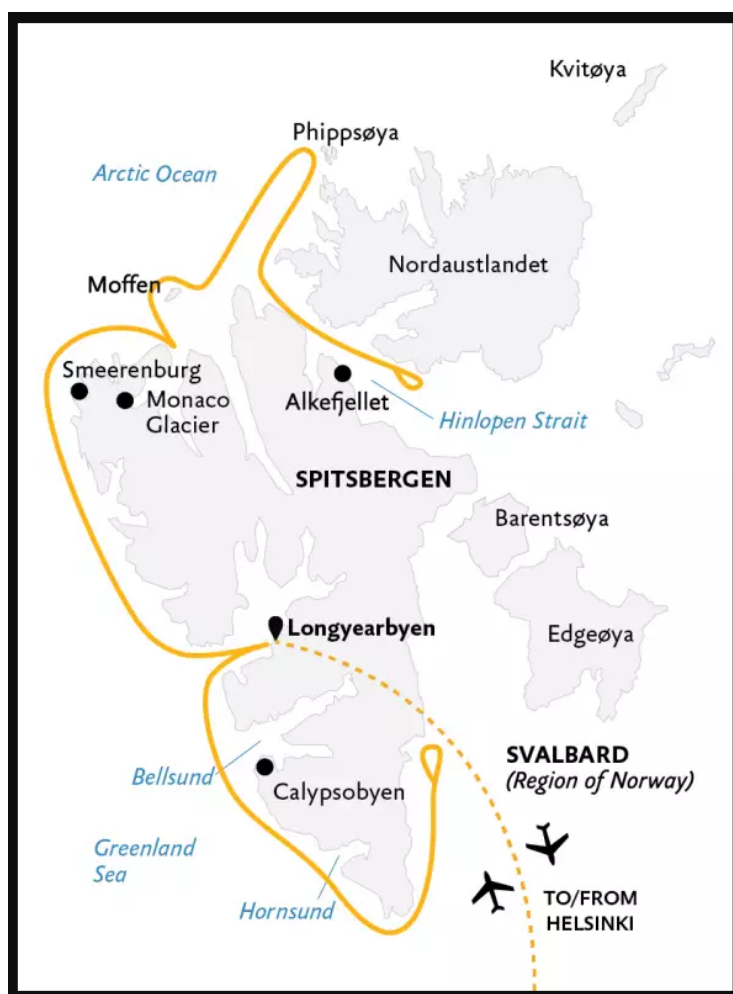 Kvitøya
Phippsøya
Arctic Ocean
Nordaustlandet
Moffen
Smeerenburg
Monaco
Glacier
Alkefjellet
Hinlopen Strait
SPITSBERGEN
Barentsøya
Longyearbyen
Edgeøya
SVALBARD
(Region of Norway)
Bellsund
Calypsobyen
Greenland
Sea
Hornsund
TO/FROM
HELSINKI